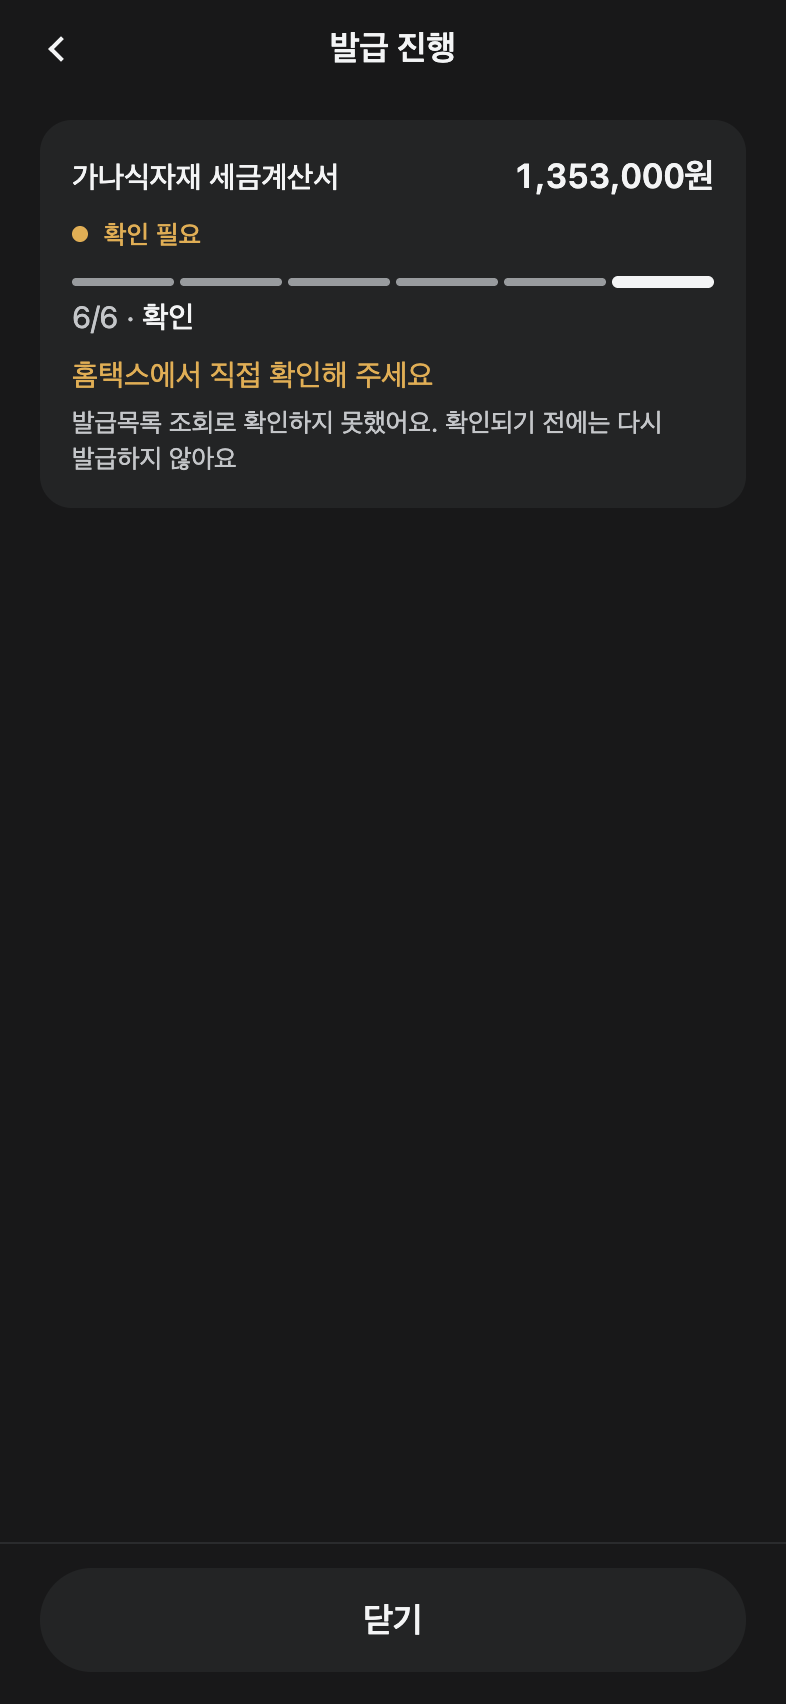 발급 진행
가나식자재 세금계산서 1,353,000원
확인 필요
6/6 · 확인
홈택스에서 직접 확인해 주세요
발급목록 조회로 확인하지 못했어요. 확인되기 전에는 다시
발급하지 않아요
닫기